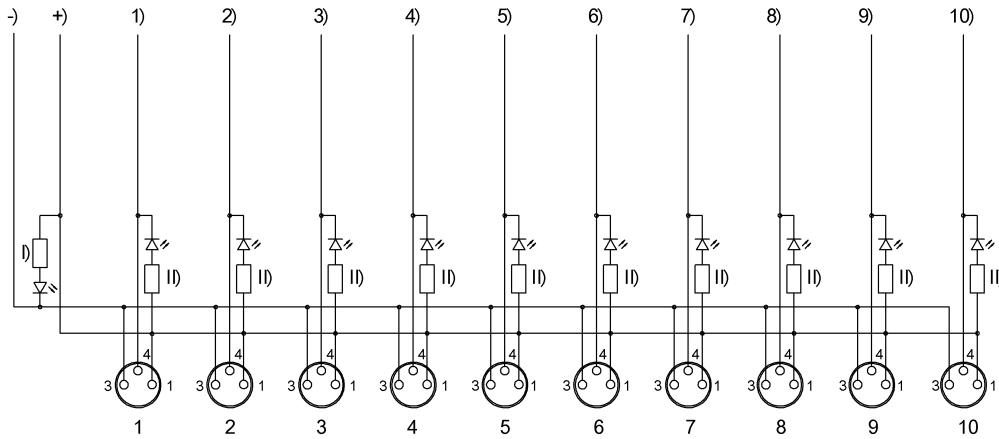 -) +) 1) 2) 3) 4) 5) 6) 7) 8) 9) 10)
I) II) II) II) II) II) II) II) II) II) II
4 4 4 4 4 4 4 4 4 4
3 1 3 1 3 1 3 1 3 1 3 1 3 1 3 1 3 1 3 1
1 2 3 4 5 6 7 8 9 10